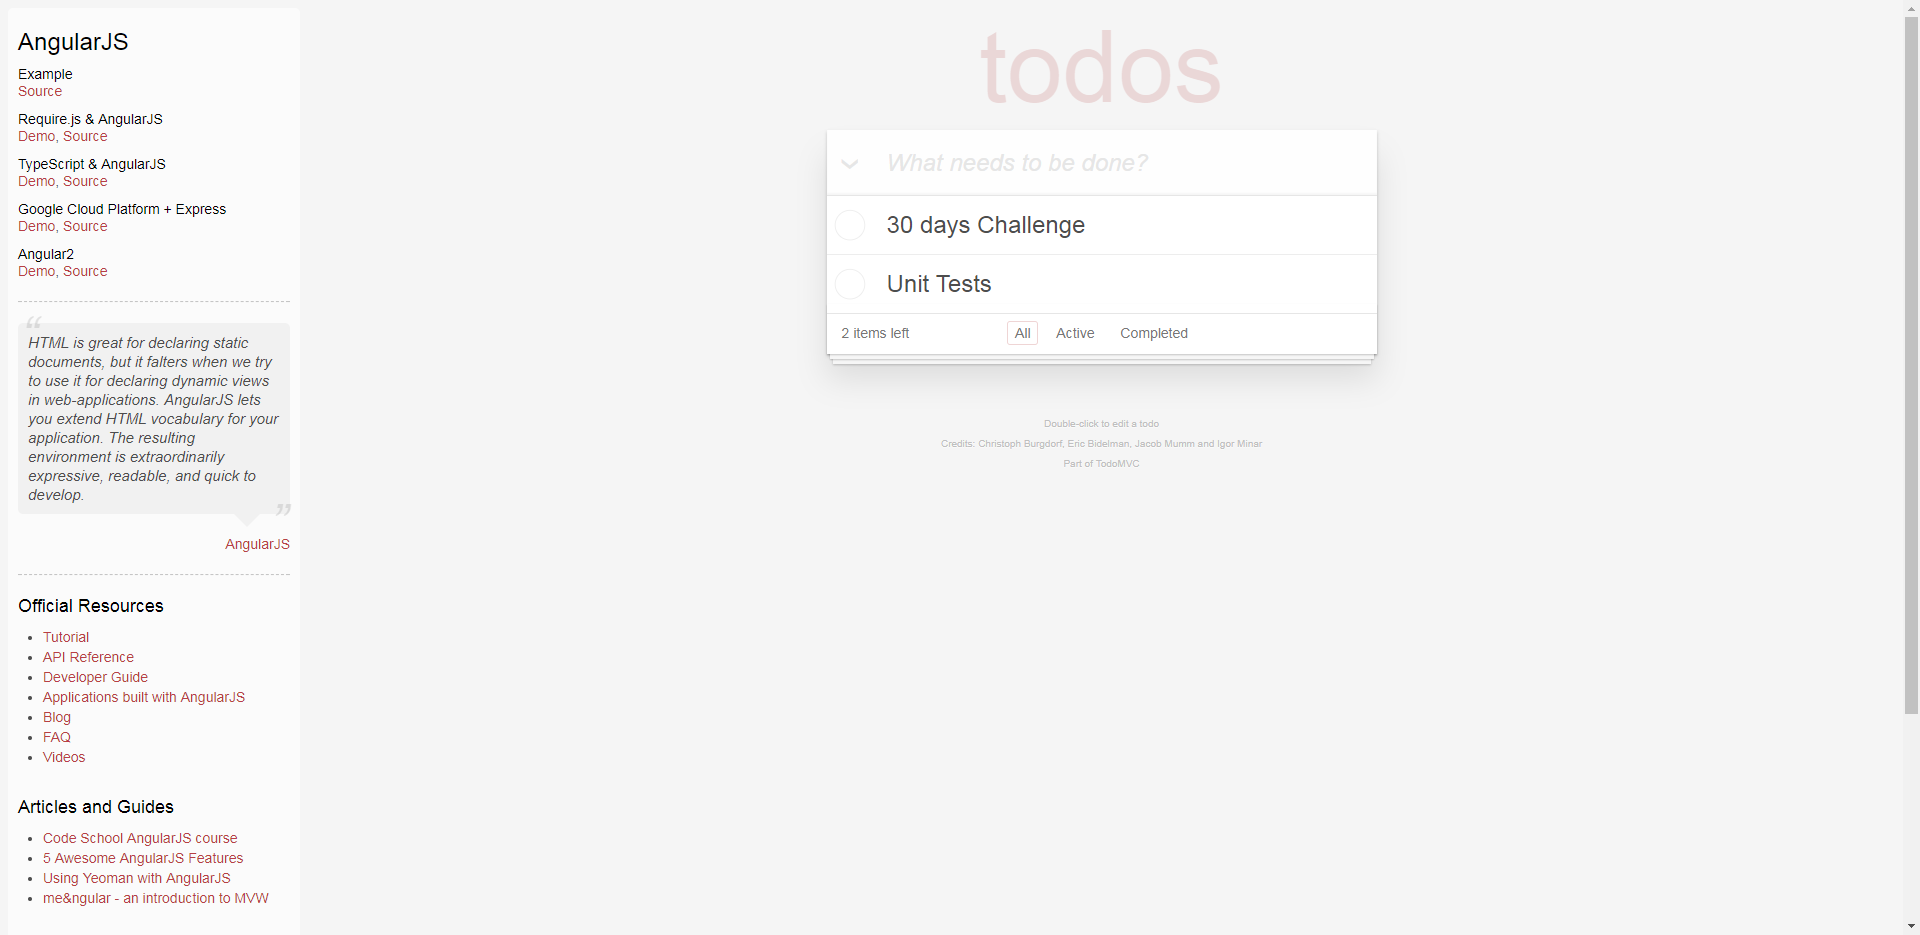 AngularJS
Example
Source
Require.js & AngularJS
Demo, Source
TypeScript & AngularJS
Demo, Source
Google Cloud Platform + Express
Demo, Source
Angular2
Demo, Source
“
HTML is great for declaring static
documents, but it falters when we try
to use it for declaring dynamic views
in web-applications. AngularJS lets
you extend HTML vocabulary for your
application. The resulting
environment is extraordinarily
expressive, readable, and quick to
develop.
”
AngularJS
Official Resources
• Tutorial
• API Reference
• Developer Guide
• Applications built with AngularJS
• Blog
• FAQ
• Videos
Articles and Guides
• Code School AngularJS course
• 5 Awesome AngularJS Features
• Using Yeoman with AngularJS
• me&ngular - an introduction to MVW
todos
What needs to be done?
30 days Challenge
Unit Tests
2 items left All Active Completed
Double-click to edit a todo
Credits: Christoph Burgdorf, Eric Bidelman, Jacob Mumm and Igor Minar
Part of TodoMVC